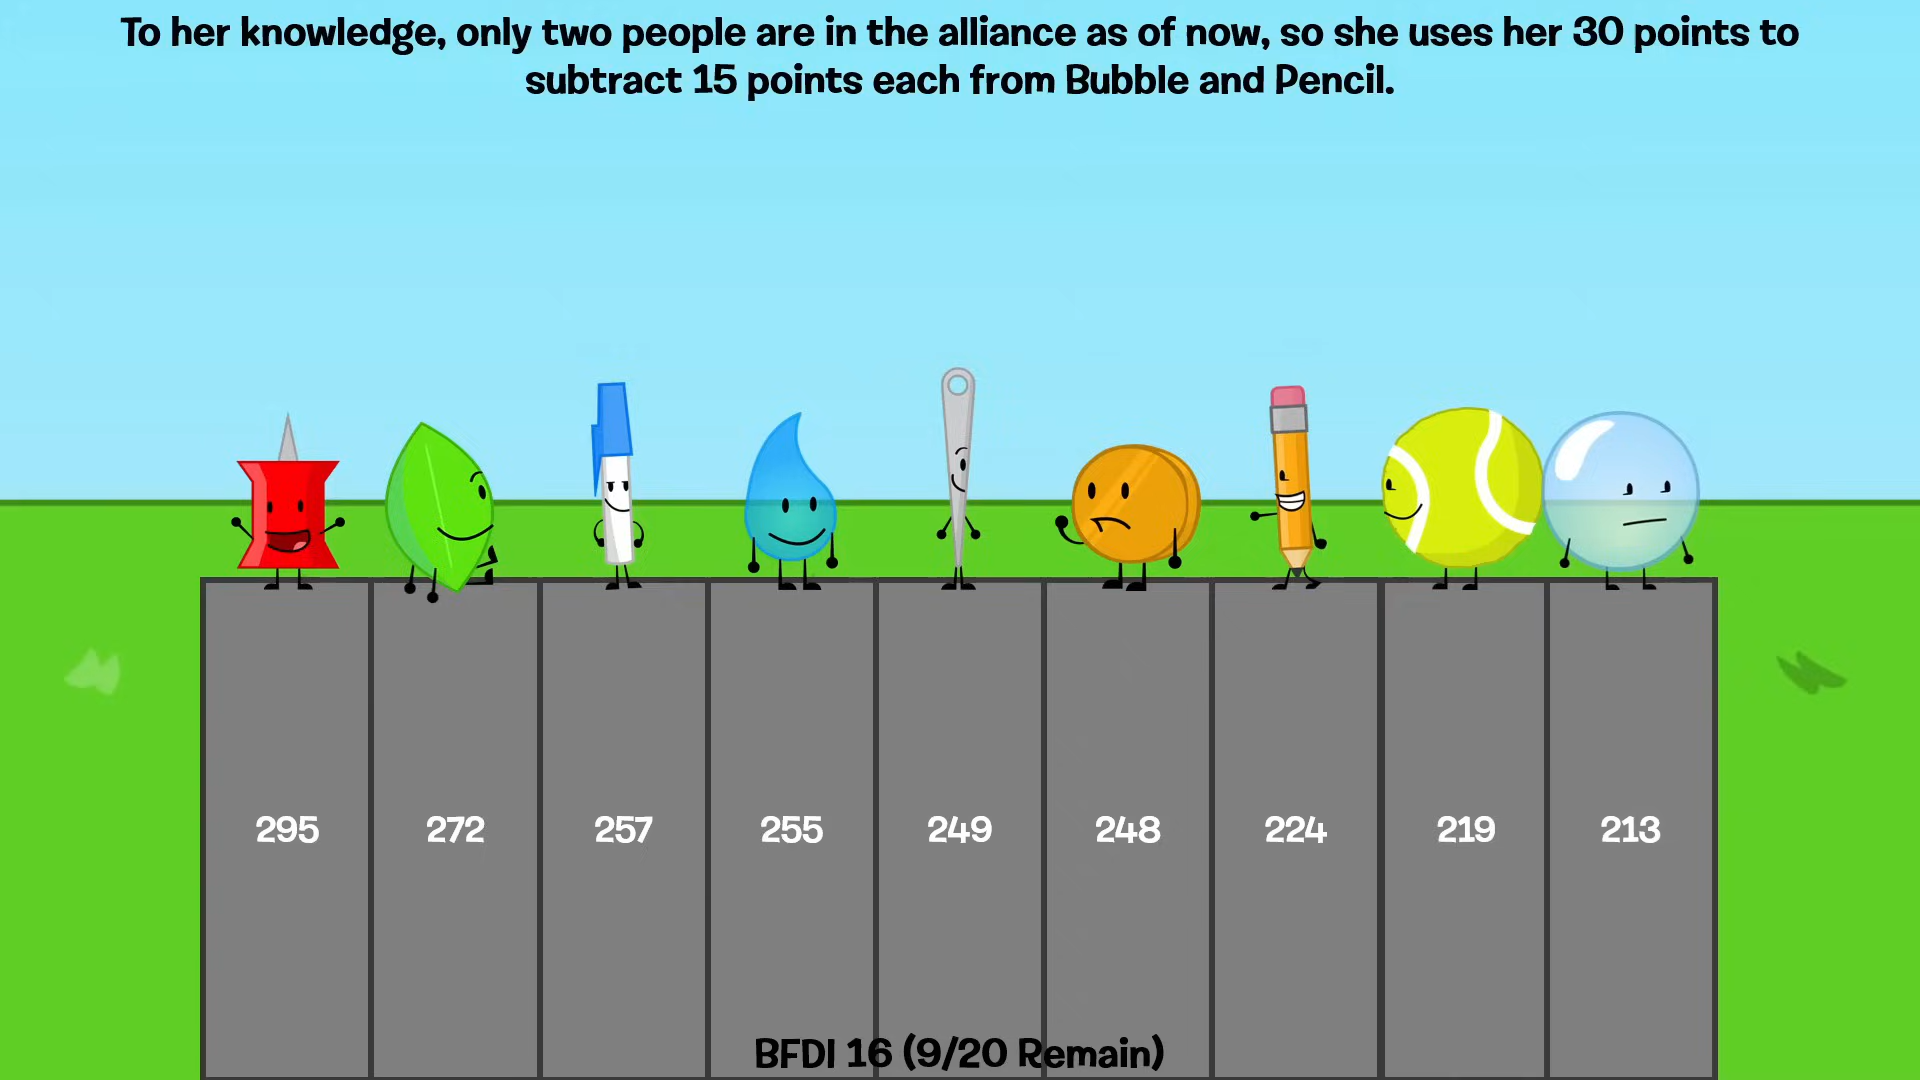 To her knowledge, only two people are in the alliance as of now, so she uses her 30 points to
subtract 15 points each from Bubble and Pencil.
295 272 257 255 249 248 224 219 213
BFDI 16 (9/20 Remain)